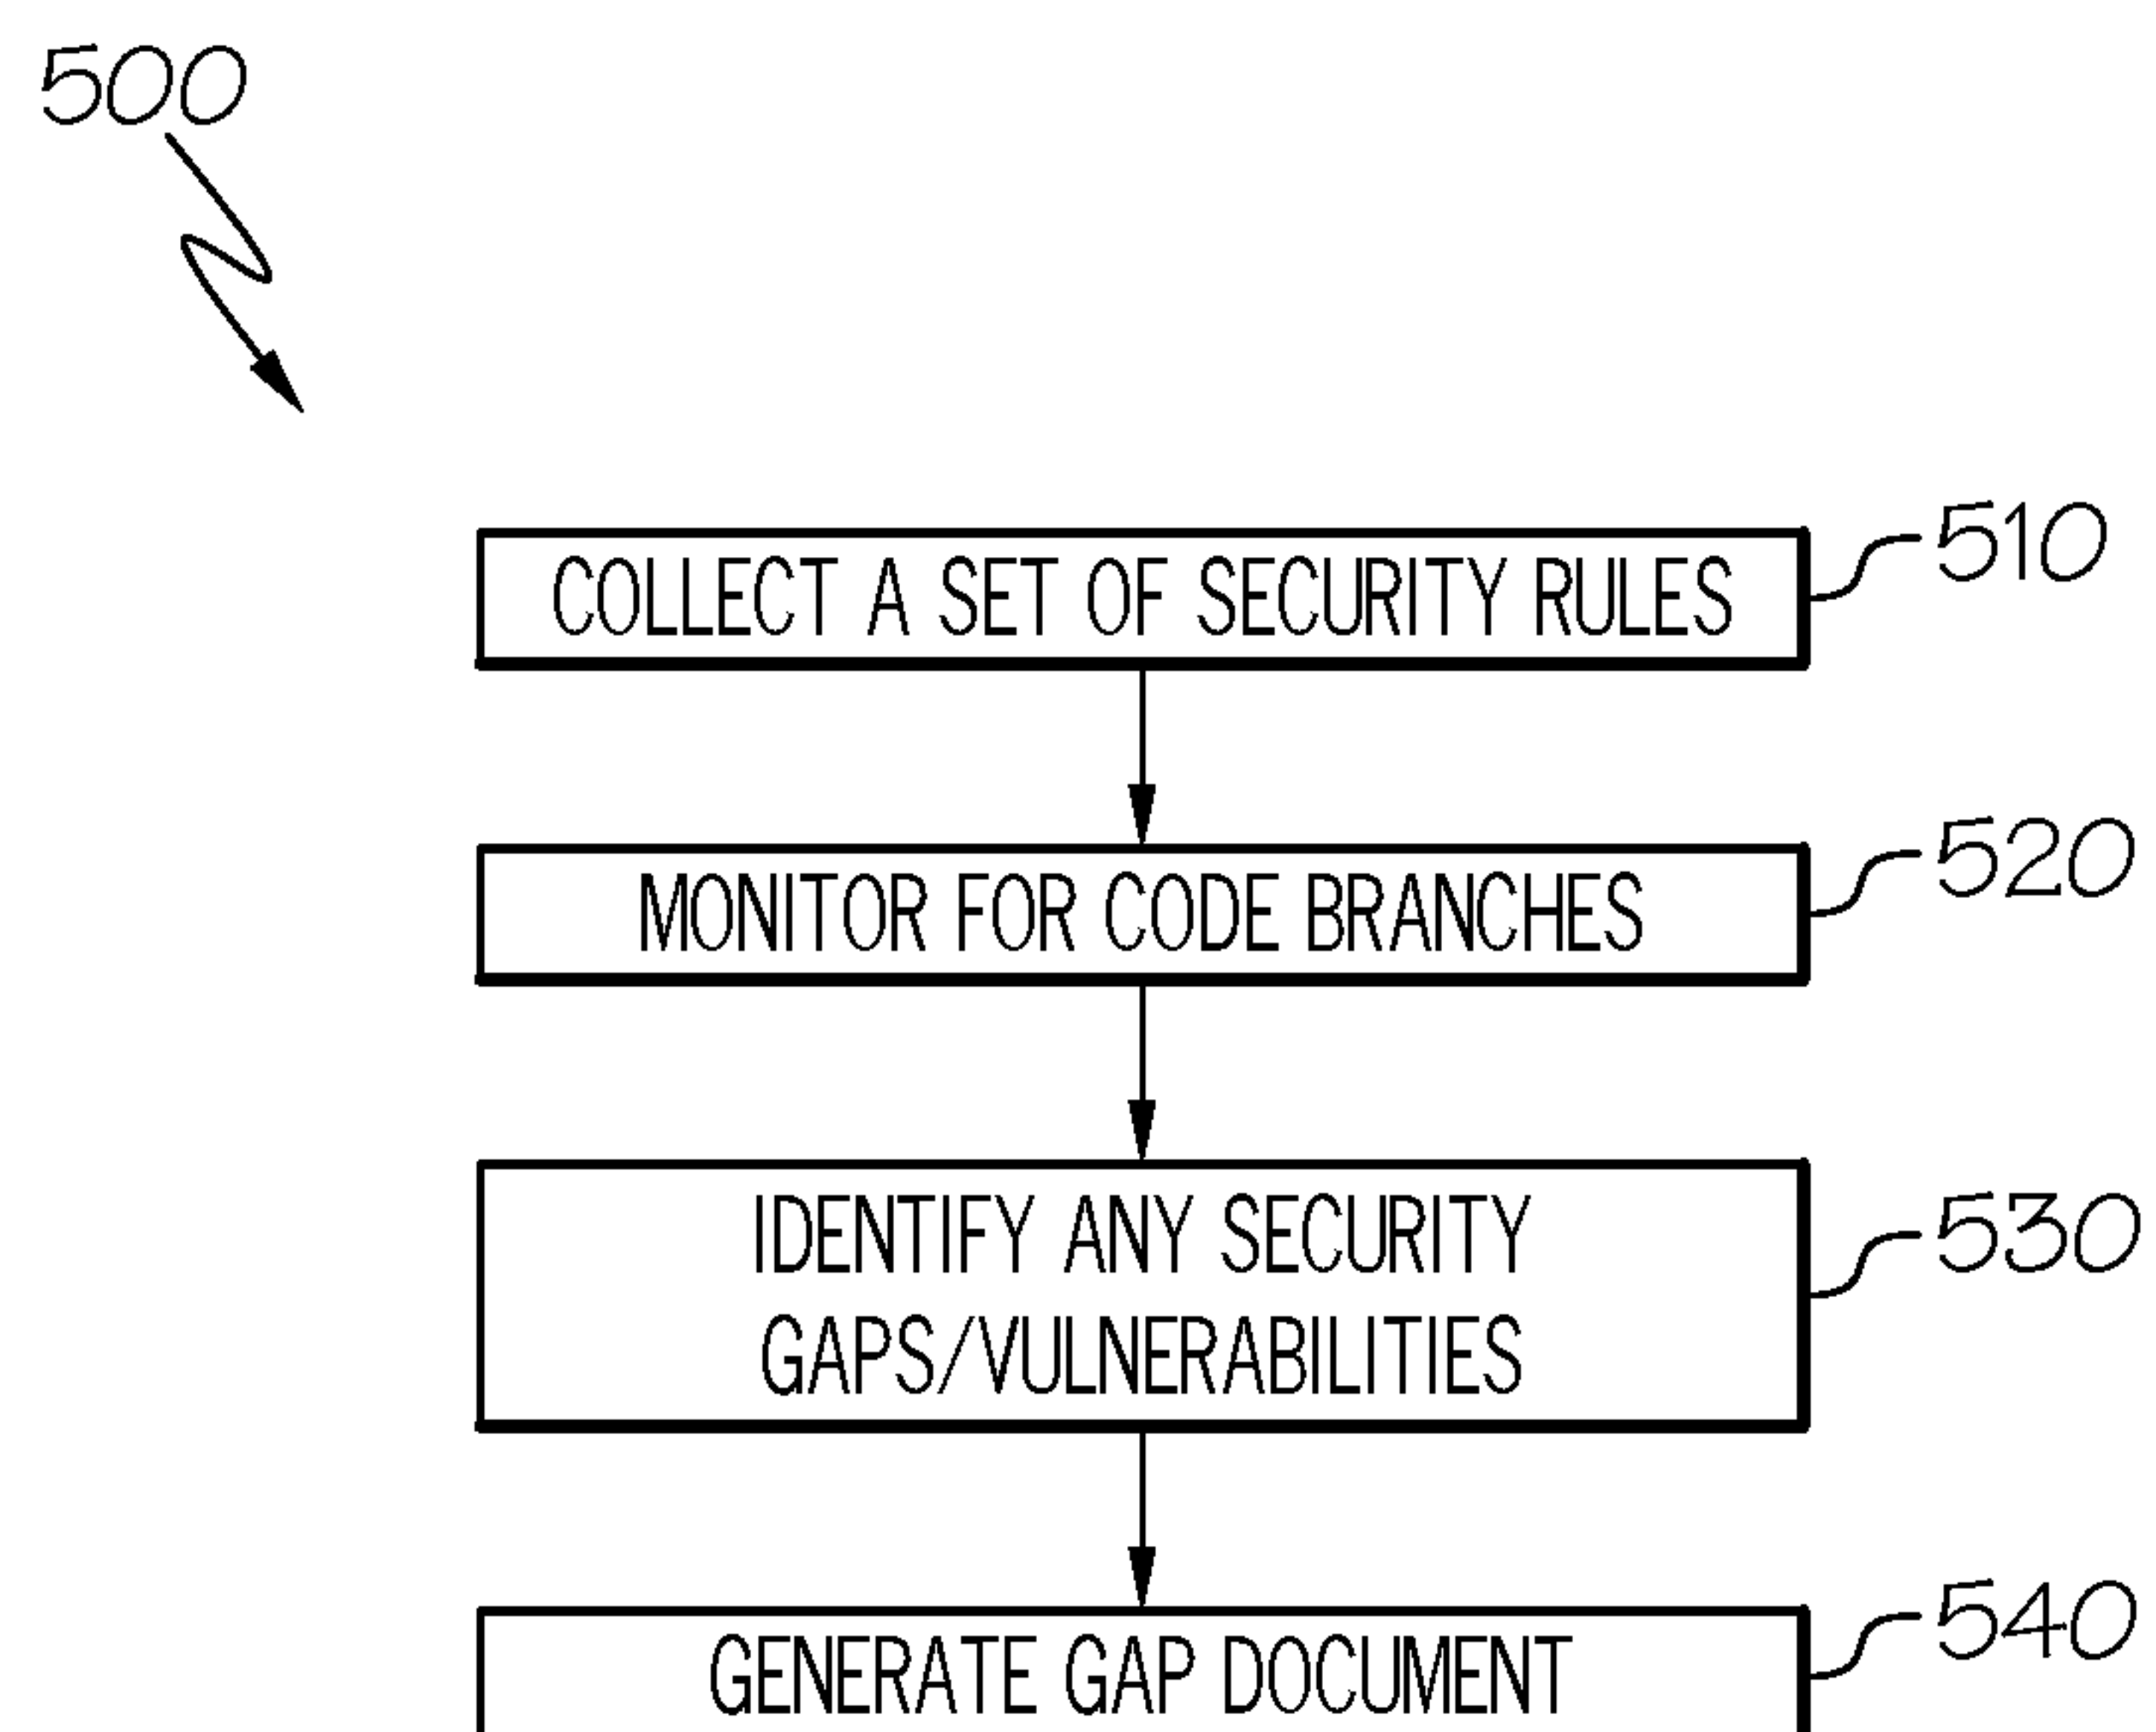 500
COLLECT A SET OF SECURITY RULES
510
MONITOR FOR CODE BRANCHES
520
IDENTIFY ANY SECURITY
GAPS/VULNERABILITIES
530
GENERATE GAP DOCUMENT
540